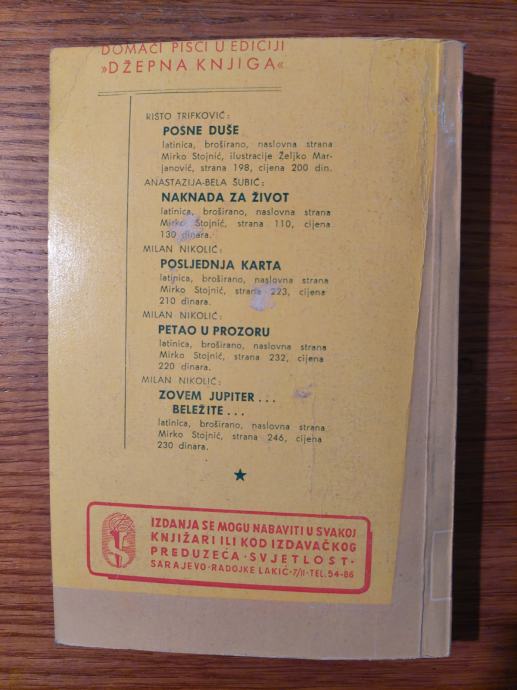 DOMAĆI PISCI U EDICIJI
»DŽEPNA KNJIGA«
RISTO TRIFKOVIĆ:
POSNE DUŠE
latinica, broširano, naslovna strana
Mirko Stojnić, ilustracije Željko Mar-
janović, strana 198, cijena 200 din.
ANASTAZIJA-BELA ŠUBIĆ:
NAKNADA ZA ŽIVOT
latinica, broširano, naslovna strana
Mirko Stojnić, strana 110, cijena
130 dinara.
MILAN NIKOLIĆ:
POSLJEDNJA KARTA
latinica, broširano, naslovna strana
Mirko Stojnić, strana 223, cijena
210 dinara.
MILAN NIKOLIĆ:
PETAO U PROZORU
latinica, broširano, naslovna strana
Mirko Stojnić, strana 232, cijena
220 dinara.
MILAN NIKOLIĆ:
ZOVEM JUPITER...
BELEŽITE...
latinica, broširano, naslovna strana
Mirko Stojnić, strana 246, cijena
230 dinara.
IZDANJA SE MOGU NABAVITI U SVAKOJ
KNJIŽARI ILI KOD IZDAVAČKOG
PREDUZEĆA·SVJETLOST·
SARAJEVO·RADOJKE LAKIĆ·7/II·TEL.54-86